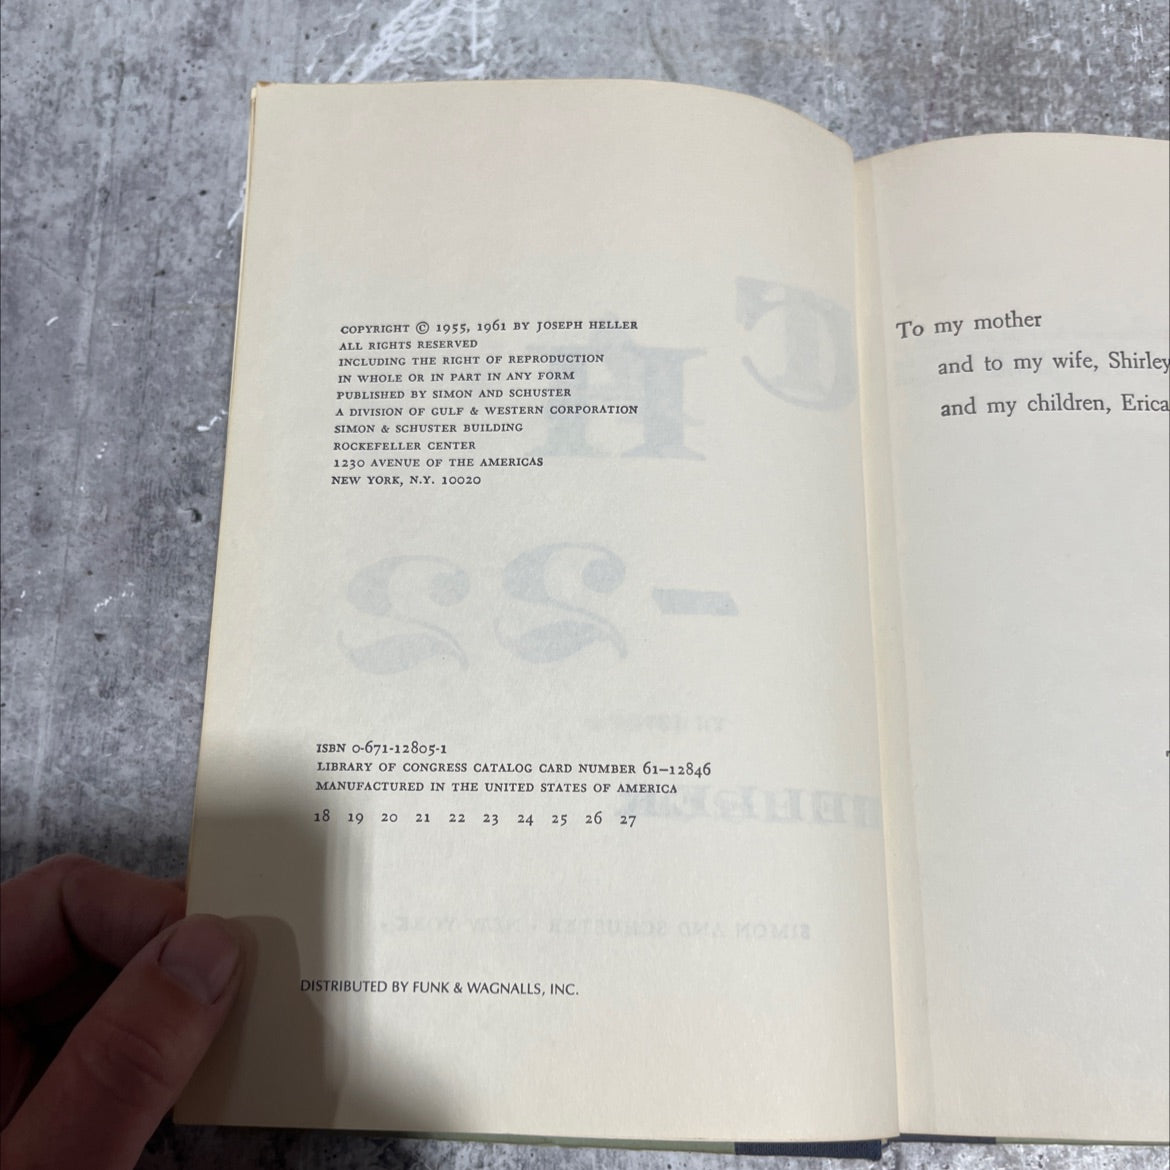 COPYRIGHT © 1955, 1961 BY JOSEPH HELLER
ALL RIGHTS RESERVED
INCLUDING THE RIGHT OF REPRODUCTION
IN WHOLE OR IN PART IN ANY FORM
PUBLISHED BY SIMON AND SCHUSTER
A DIVISION OF GULF & WESTERN CORPORATION
SIMON & SCHUSTER BUILDING
ROCKEFELLER CENTER
1230 AVENUE OF THE AMERICAS
NEW YORK, N.Y. 10020
ISBN 0-671-12805-1
LIBRARY OF CONGRESS CATALOG CARD NUMBER 61–12846
MANUFACTURED IN THE UNITED STATES OF AMERICA
18 19 20 21 22 23 24 25 26 27
DISTRIBUTED BY FUNK & WAGNALLS, INC.
To my mother
and to my wife, Shirley
and my children, Erica